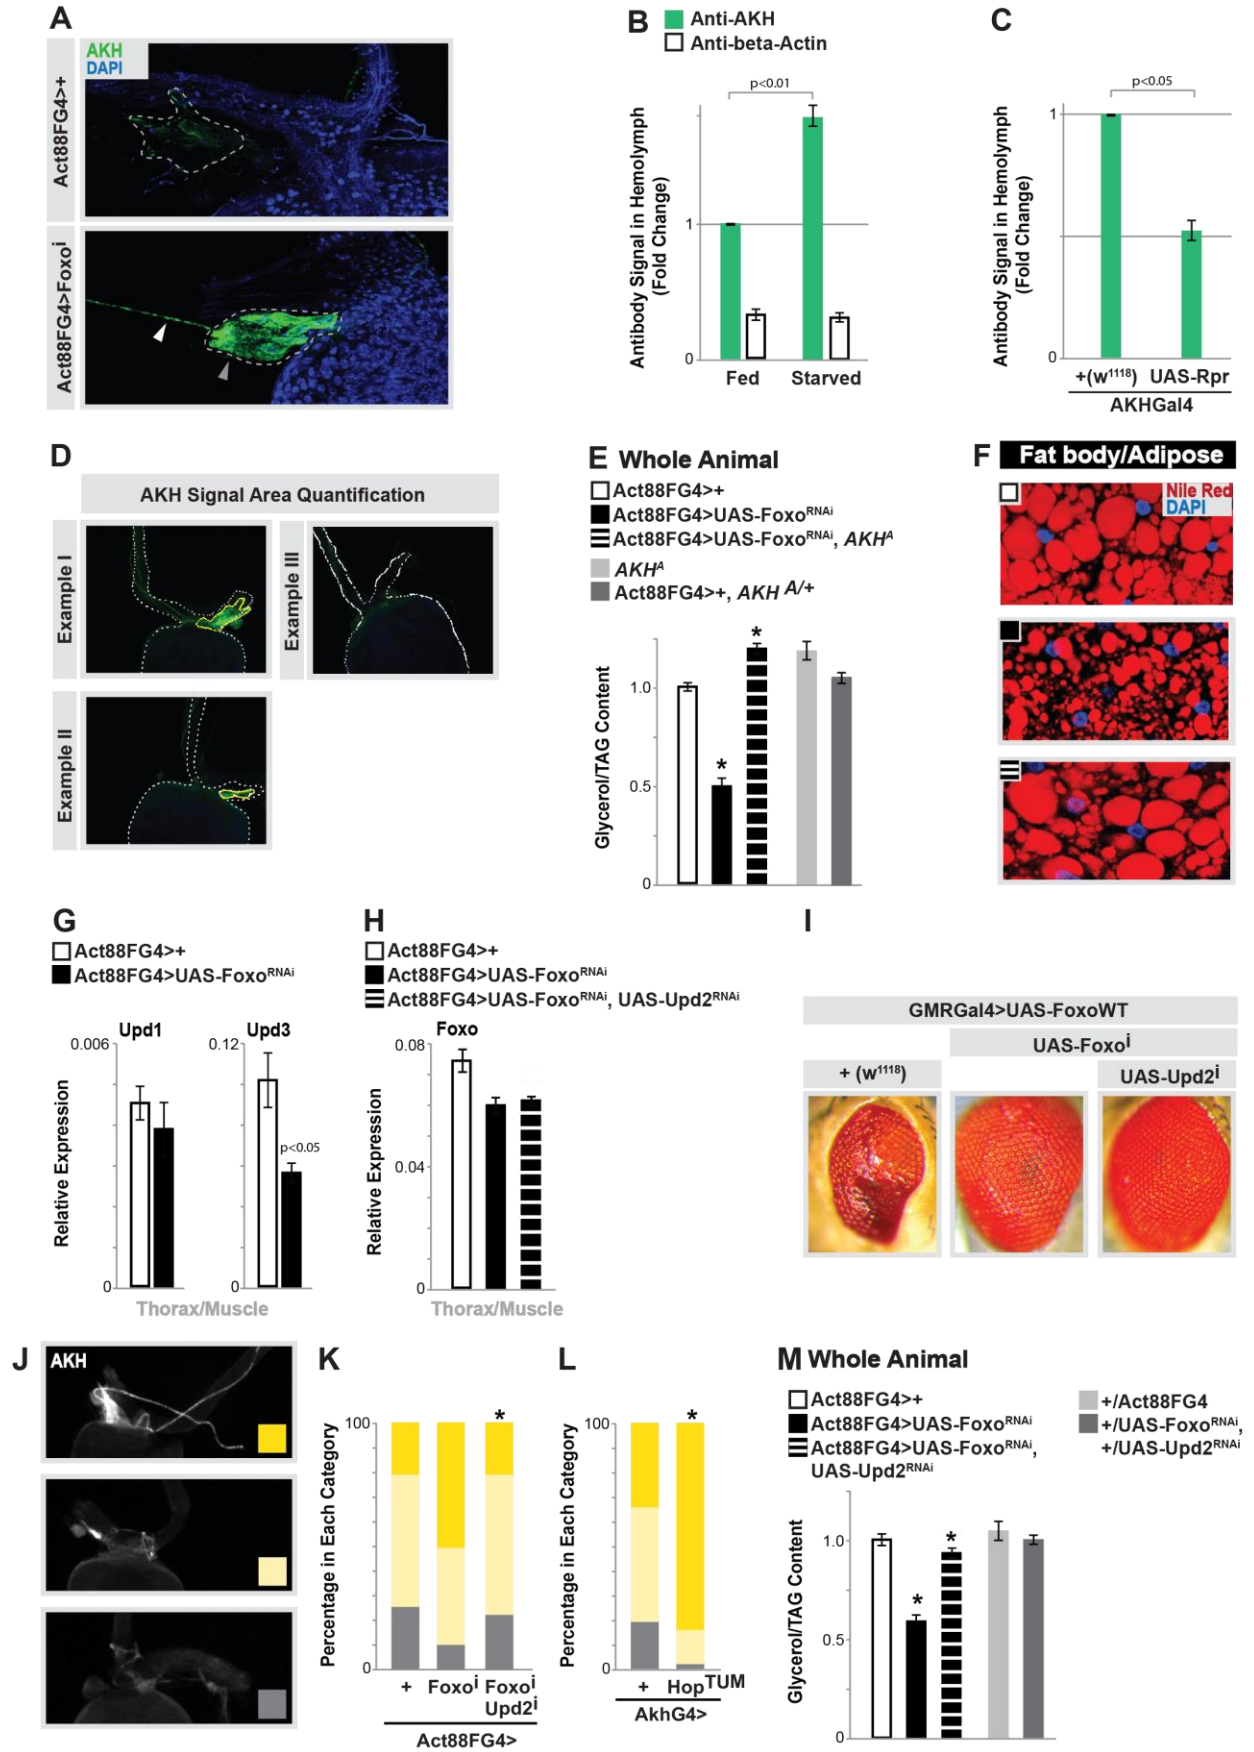 A
AKH
DAPI
Act88FG4>+
Act88FG4>Foxoi
B
Anti-AKH
Anti-beta-Actin
Antibody Signal in Hemolymph
(Fold Change)
p<0.01
1
0
Fed Starved
C
Antibody Signal in Hemolymph
(Fold Change)
p<0.05
1
0
+(w1118) UAS-Rpr
AKHGal4
D
AKH Signal Area Quantification
Example I
Example III
Example II
E Whole Animal
Act88FG4>+
Act88FG4>UAS-FoxoRNAi
Act88FG4>UAS-FoxoRNAi, AKHA
AKHA
Act88FG4>+, AKH A/+
Glycerol/TAG Content
1.0
0.5
0
*
*
F Fat body/Adipose
Nile Red
DAPI
G
Act88FG4>+
Act88FG4>UAS-FoxoRNAi
Upd1 Upd3
Relative Expression
0.006
0
0.12
0
p<0.05
Thorax/Muscle
H
Act88FG4>+
Act88FG4>UAS-FoxoRNAi
Act88FG4>UAS-FoxoRNAi, UAS-Upd2RNAi
Foxo
Relative Expression
0.08
0.04
0
Thorax/Muscle
I
GMRGal4>UAS-FoxoWT
UAS-Foxoi
+ (w1118)
UAS-Upd2i
J
AKH
K
Percentage in Each Category
100
0
*
+ Foxoi Foxoi
Upd2i
Act88FG4>
L
Percentage in Each Category
100
0
*
+ HopTUM
AkhG4>
M Whole Animal
Act88FG4>+
Act88FG4>UAS-FoxoRNAi
Act88FG4>UAS-FoxoRNAi,
UAS-Upd2RNAi
+/Act88FG4
+/UAS-FoxoRNAi,
+/UAS-Upd2RNAi
Glycerol/TAG Content
1.0
0.5
0
*
*